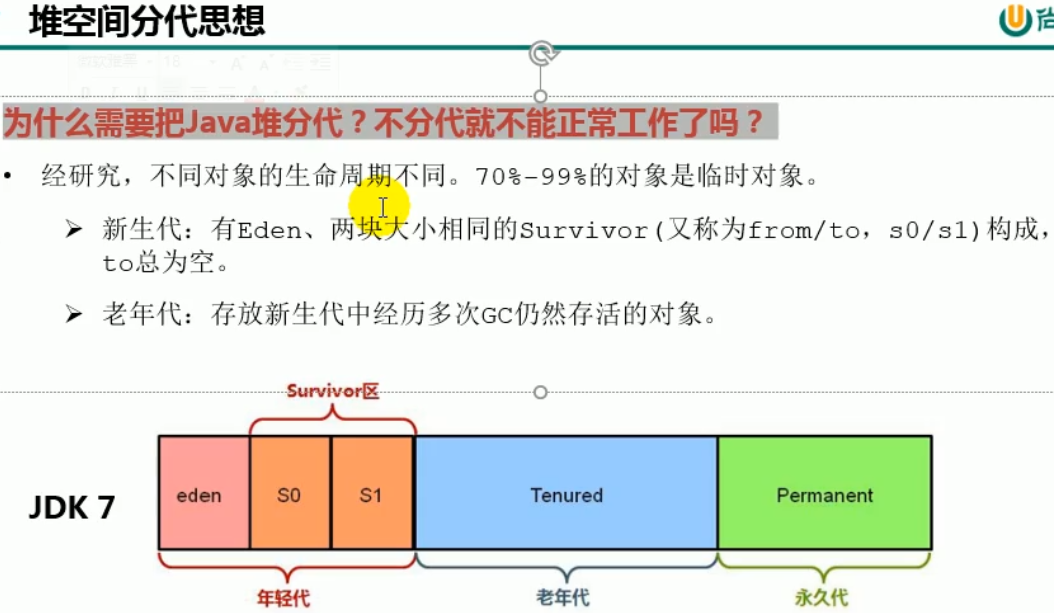 堆空间分代思想
尚
为什么需要把Java堆分代？不分代就不能正常工作了吗？
• 经研究，不同对象的生命周期不同。70%-99%的对象是临时对象。
➢ 新生代：有Eden、两块大小相同的Survivor(又称为from/to，s0/s1)构成，
to总为空。
➢ 老年代：存放新生代中经历多次GC仍然存活的对象。
Survivor区
JDK 7
eden
S0
S1
Tenured
Permanent
年轻代
老年代
永久代